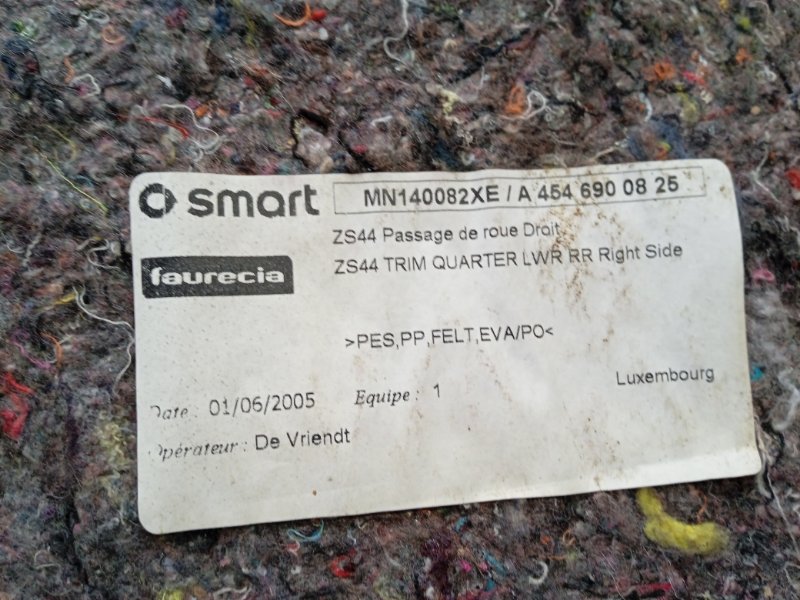 smart MN140082XE / A 454 690 08 25
ZS44 Passage de roue Droit
faurecia
ZS44 TRIM QUARTER LWR RR Right Side
>PES,PP,FELT,EVA/PO<
Date : 01/06/2005 Equipe : 1 Luxembourg
Opérateur : De Vriendt